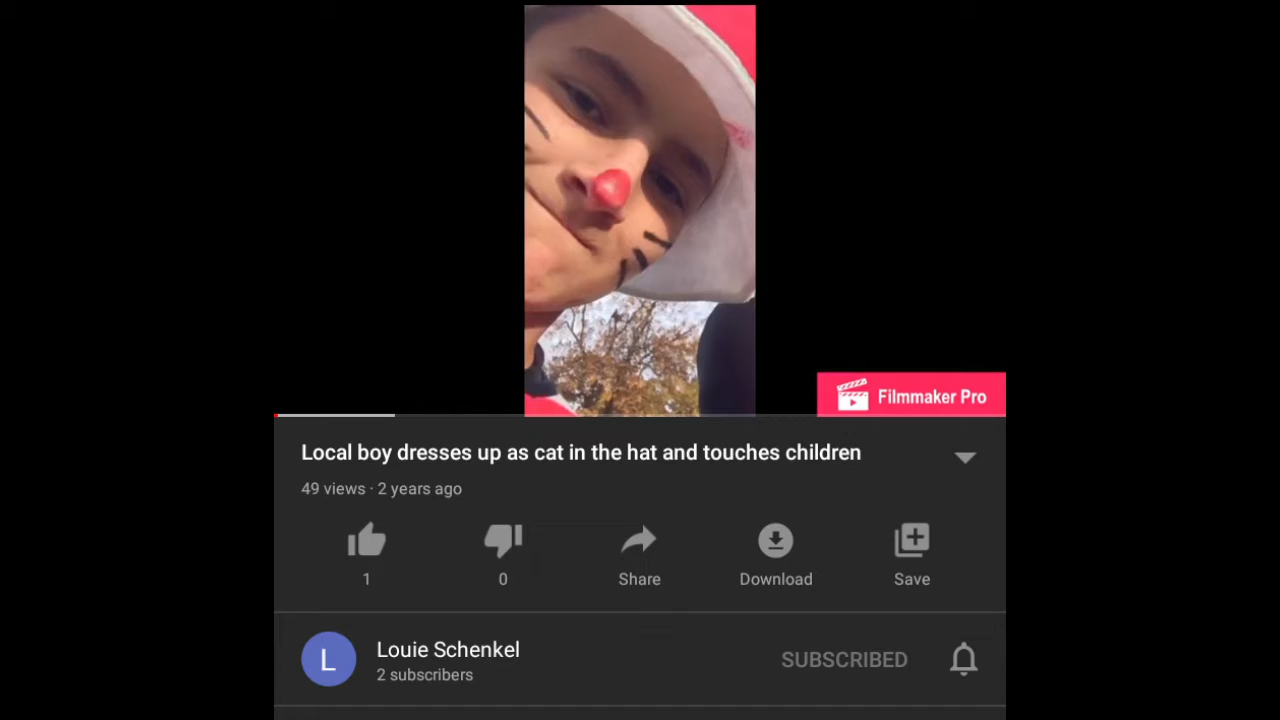 Filmmaker Pro
Local boy dresses up as cat in the hat and touches children
49 views · 2 years ago
1
0
Share
Download
Save
L
Louie Schenkel
SUBSCRIBED
2 subscribers